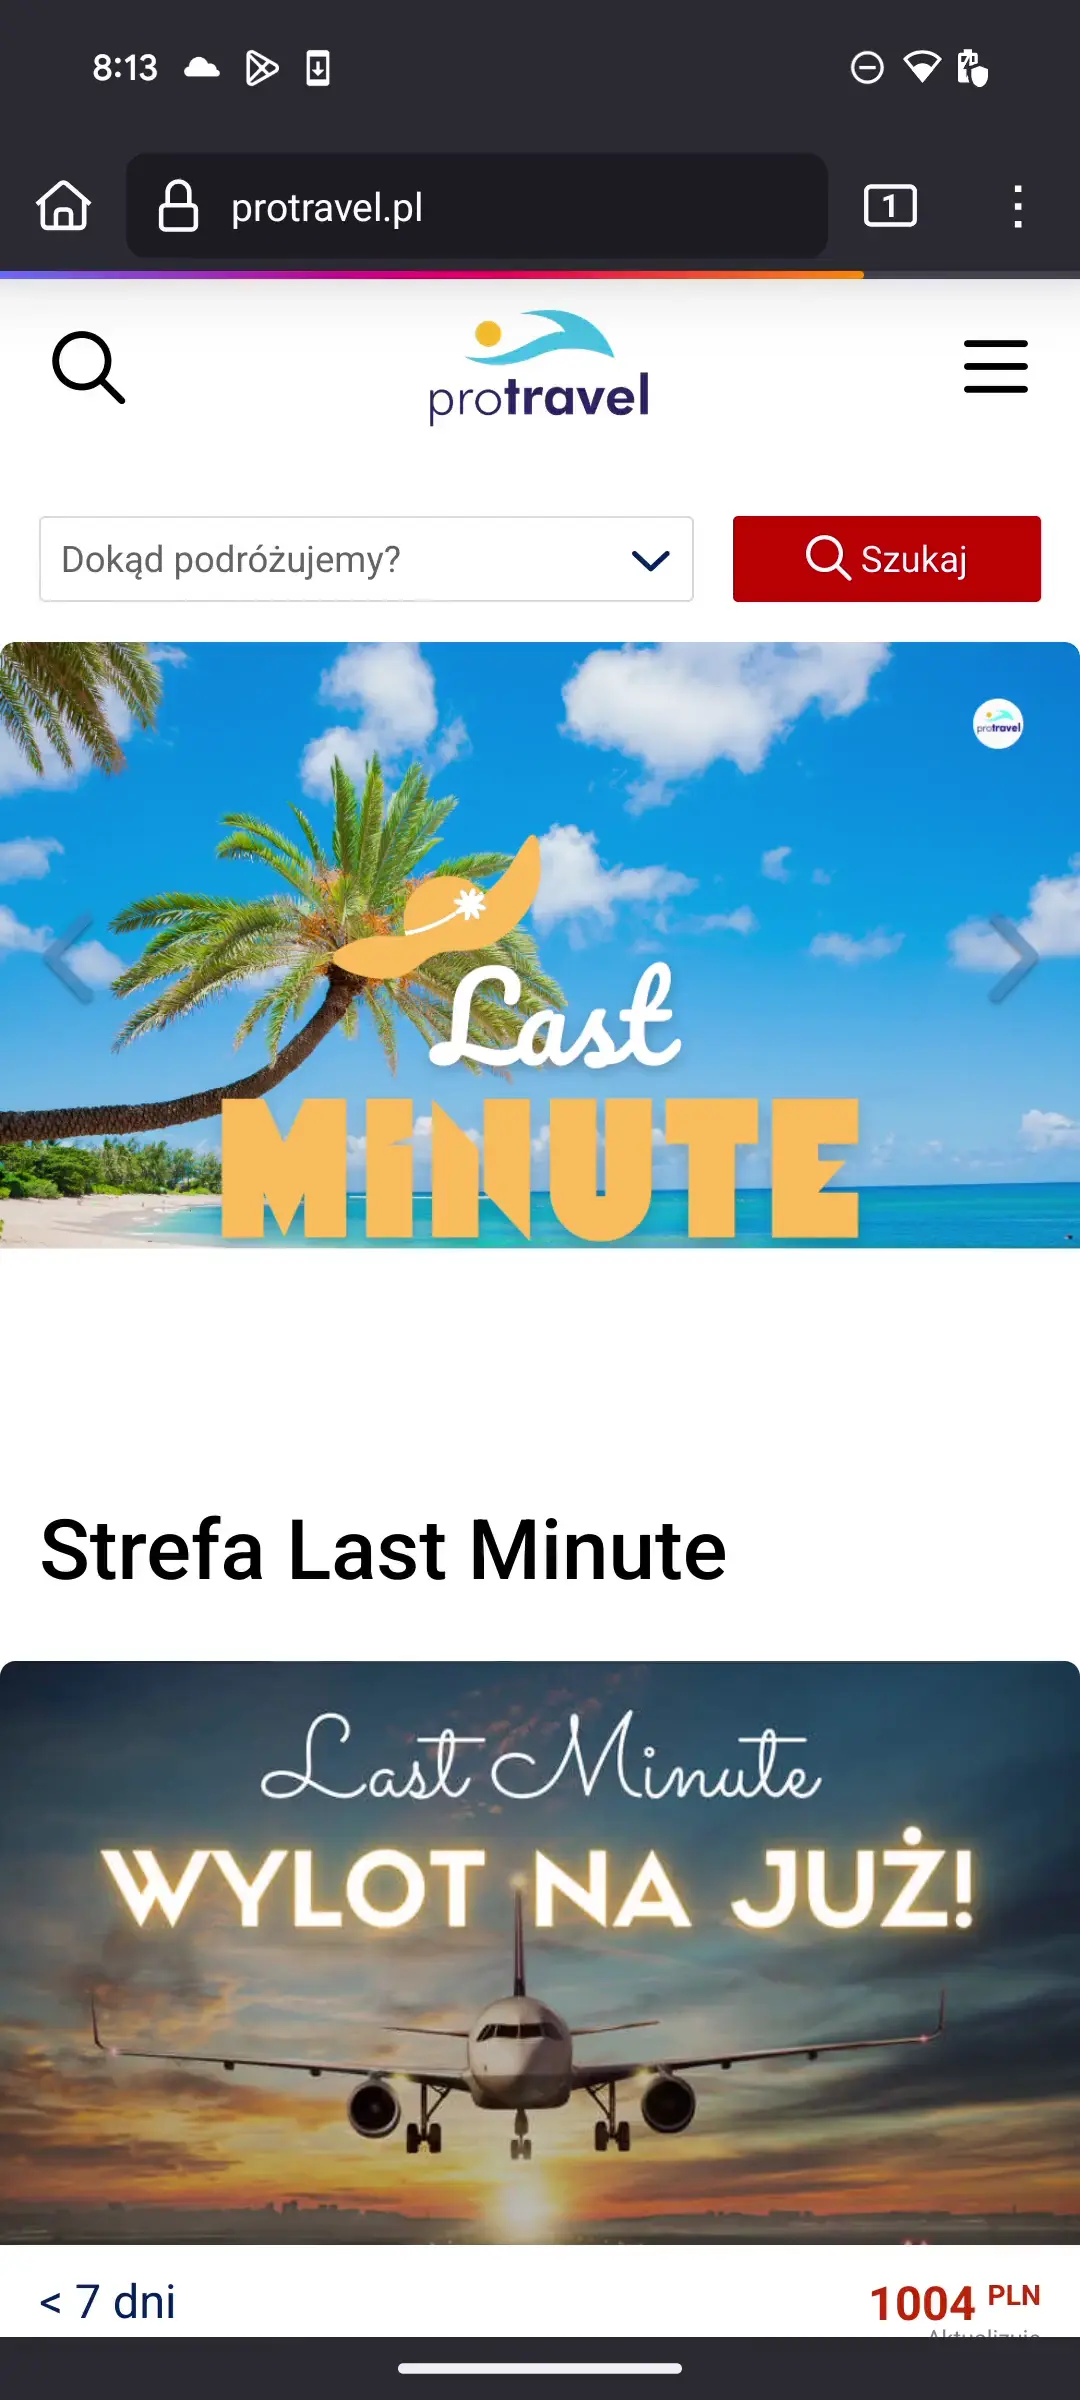 8:13
protravel.pl
1
protravel
Dokąd podróżujemy?
Szukaj
protravel
Last
MINUTE
Strefa Last Minute
Last Minute
WYLOT NA JUŻ!
< 7 dni
1004 PLN